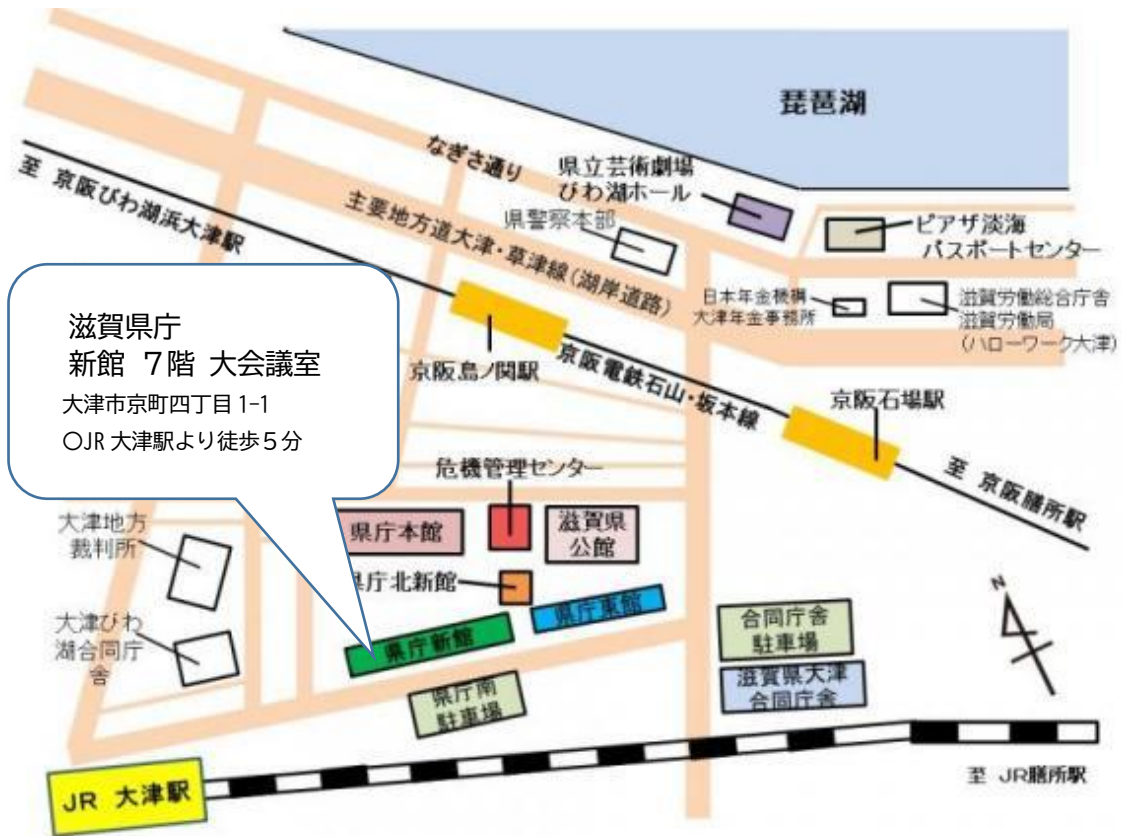 琵琶湖
なぎさ通り
県立芸術劇場
びわ湖ホール
至 京阪びわ湖浜大津駅
主要地方道大津・草津線(湖岸道路)
県警察本部
ピアザ淡海
パスポートセンター
日本年金機構
大津年金事務所
滋賀労働総合庁舎
滋賀労働局
(ハローワーク大津)
滋賀県庁
新館 7階 大会議室
大津市京町四丁目1-1
〇JR大津駅より徒歩5分
京阪島ノ関駅
京阪電鉄石山・坂本線
京阪石場駅
至 京阪膳所駅
危機管理センター
大津地方
裁判所
県庁本館
滋賀県
公館
県庁北新館
県庁東館
県庁新館
大津びわ
湖合同庁
舎
合同庁舎
駐車場
N
県庁南
駐車場
滋賀県大津
合同庁舎
JR 大津駅
至 JR膳所駅